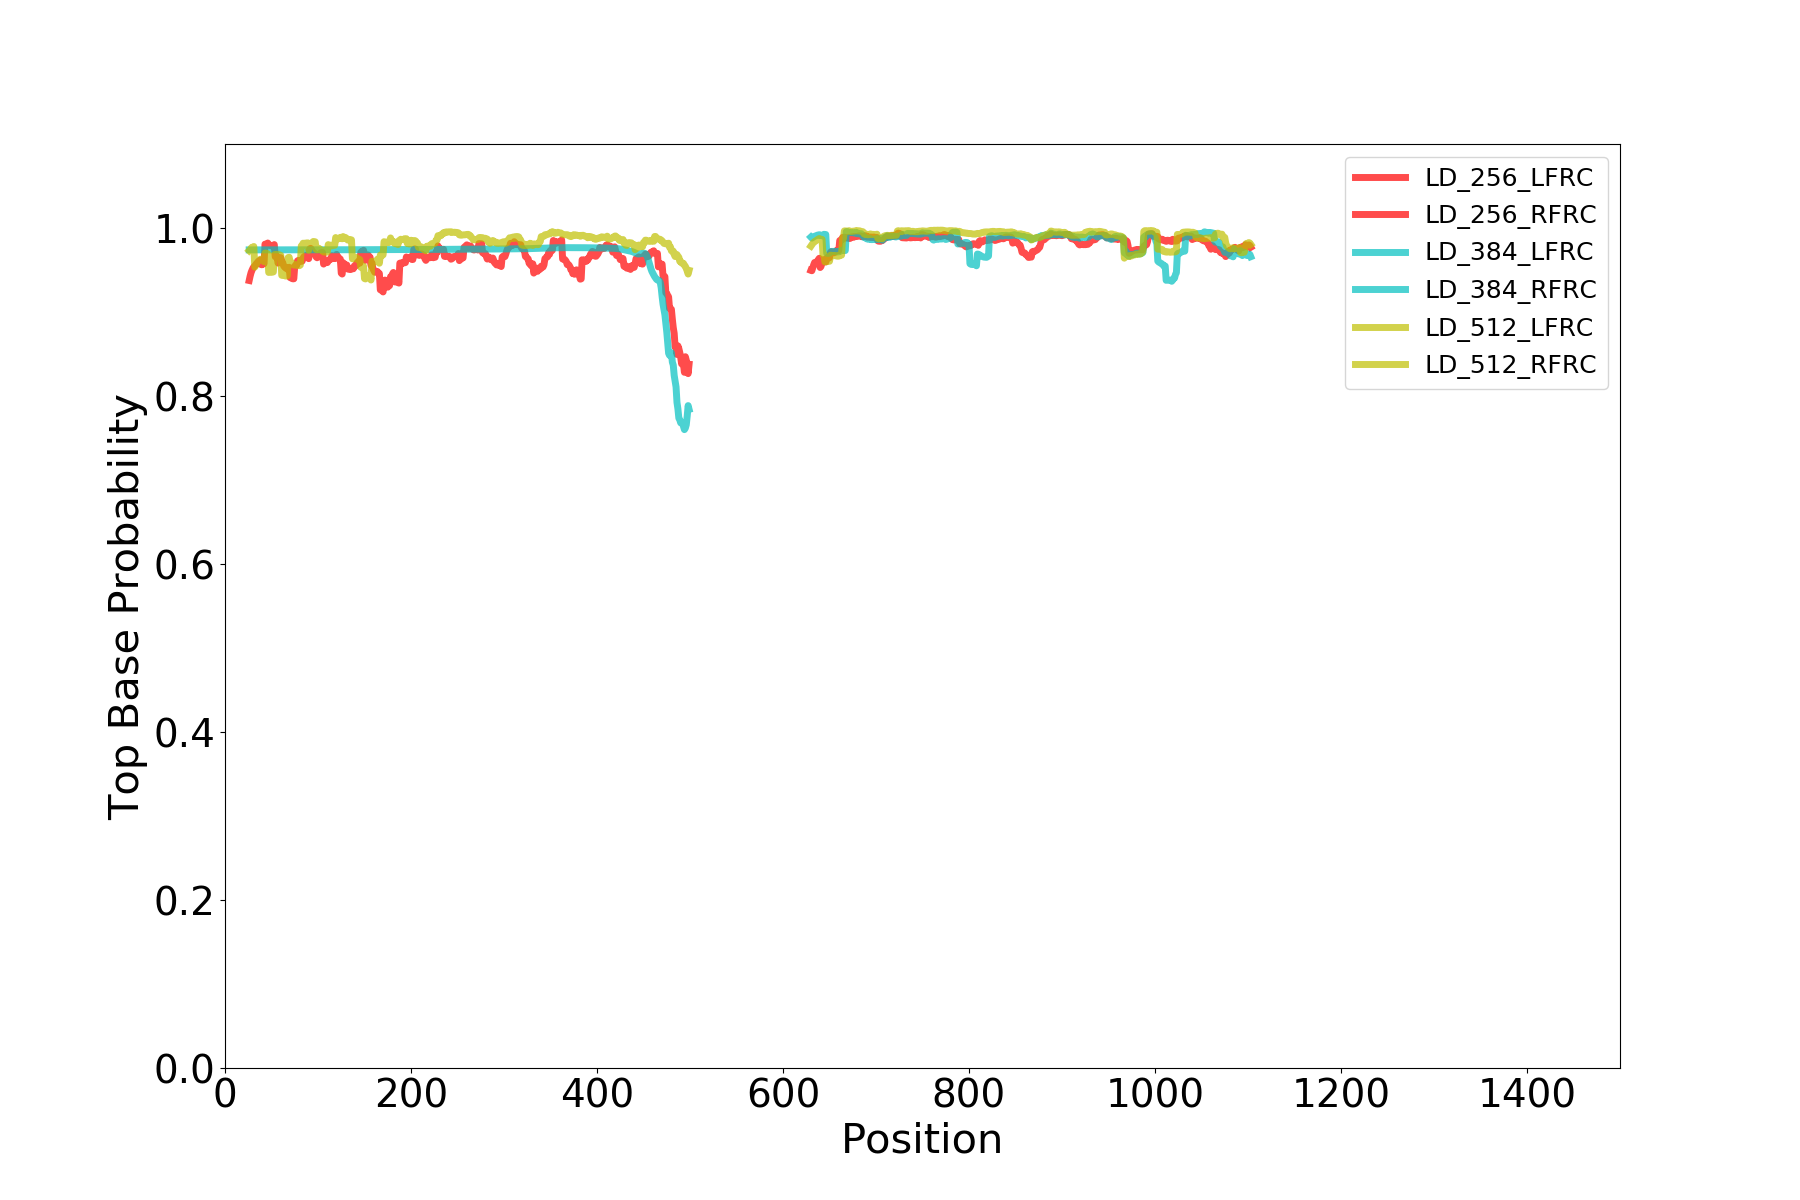 LD_256_LFRC
LD_256_RFRC
LD_384_LFRC
LD_384_RFRC
LD_512_LFRC
LD_512_RFRC
1.0
0.8
0.6
0.4
0.2
0.0
Top Base Probability
0 200 400 600 800 1000 1200 1400
Position